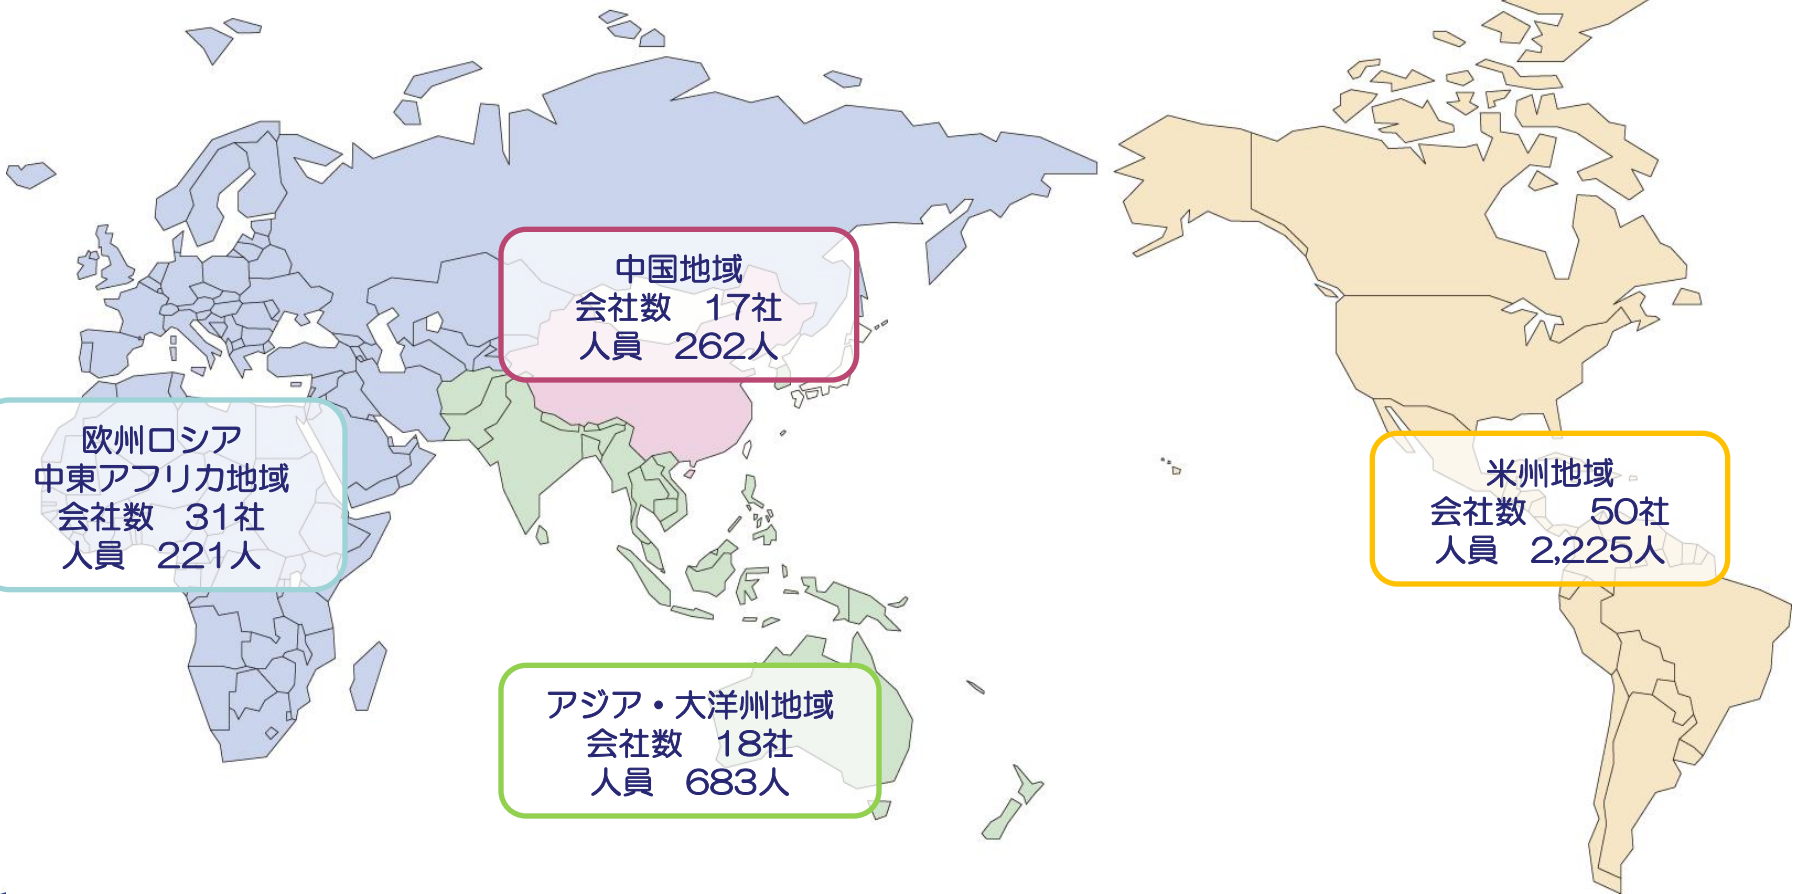 中国地域
会社数　17社
人員　262人
欧州ロシア
中東アフリカ地域
会社数　31社
人員　221人
米州地域
会社数　　50社
人員　2,225人
アジア・大洋州地域
会社数　18社
人員　683人